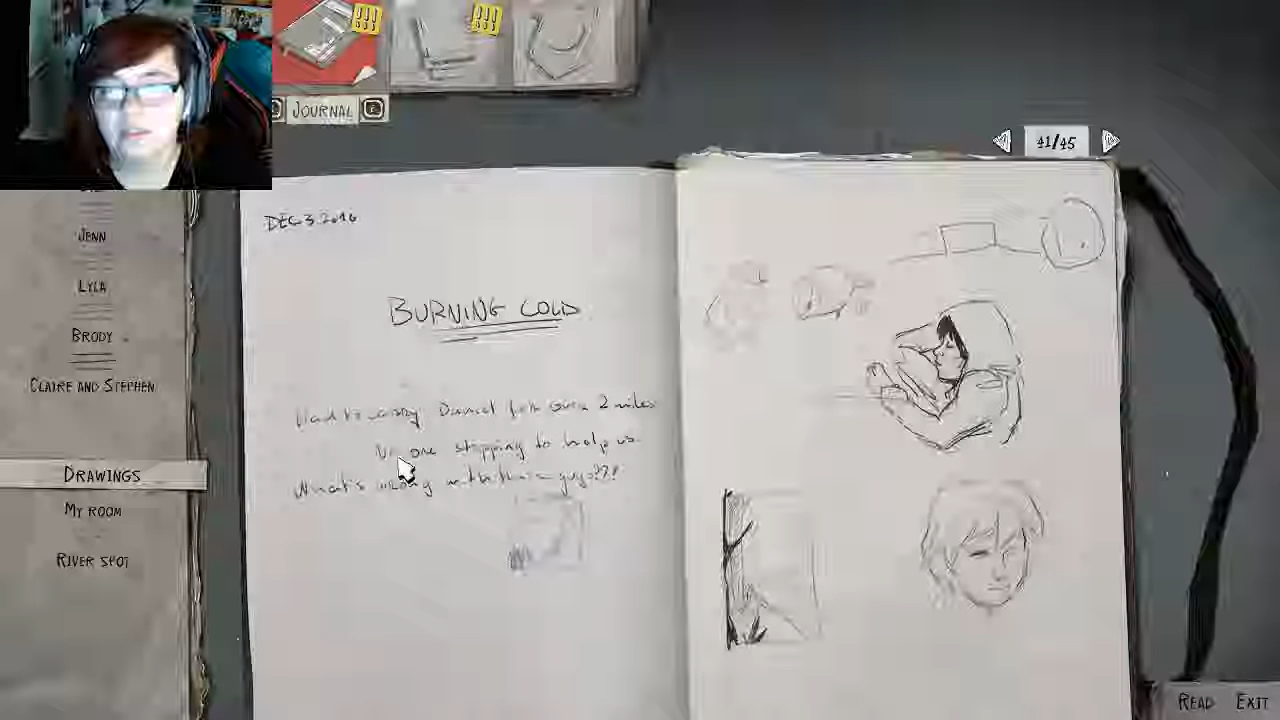 JOURNAL
41/45
JENN
LYLA
BRODY
CLAIRE AND STEPHEN
DRAWINGS
MY ROOM
RIVER SPOT
DEC 3. 2016
BURNING COLD
Had to carry Daniel for over 2 miles
No one stopping to help us.
What's wrong with these guys??!
READ EXIT